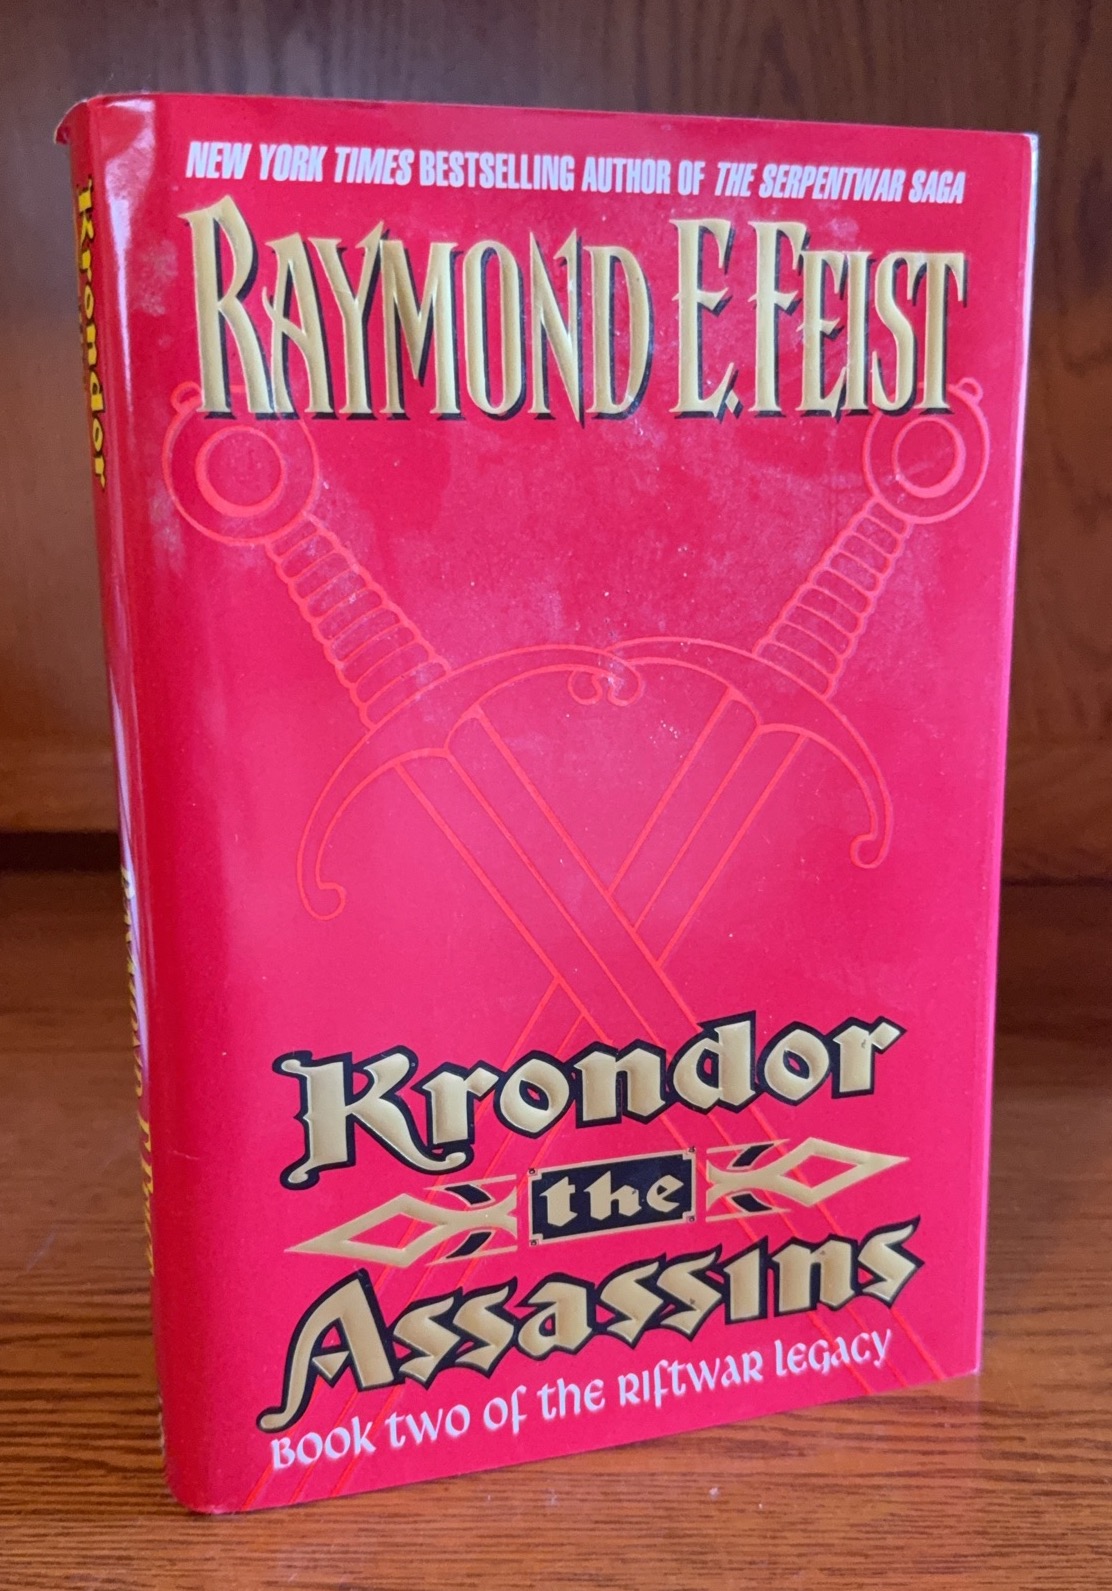 NEW YORK TIMES BESTSELLING AUTHOR OF THE SERPENTWAR SAGA
RAYMOND E. FEIST
Krondor
the
Assassins
BOOK TWO OF THE RIFTWAR LEGACY
Krondor